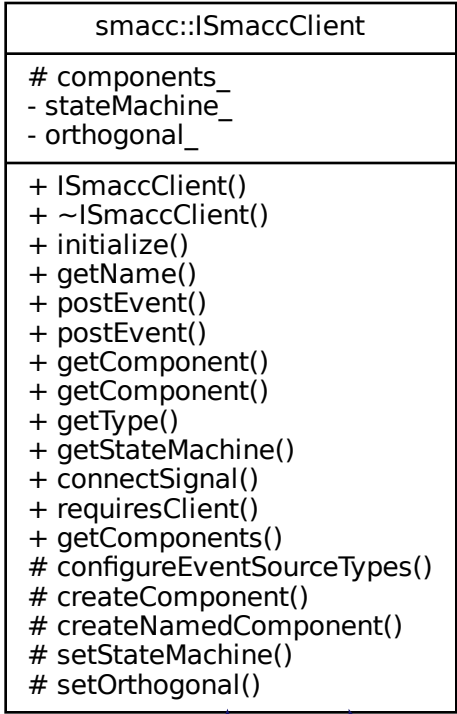 smacc::ISmaccClient
# components_
- stateMachine_
- orthogonal_
+ ISmaccClient()
+ ~ISmaccClient()
+ initialize()
+ getName()
+ postEvent()
+ postEvent()
+ getComponent()
+ getComponent()
+ getType()
+ getStateMachine()
+ connectSignal()
+ requiresClient()
+ getComponents()
# configureEventSourceTypes()
# createComponent()
# createNamedComponent()
# setStateMachine()
# setOrthogonal()